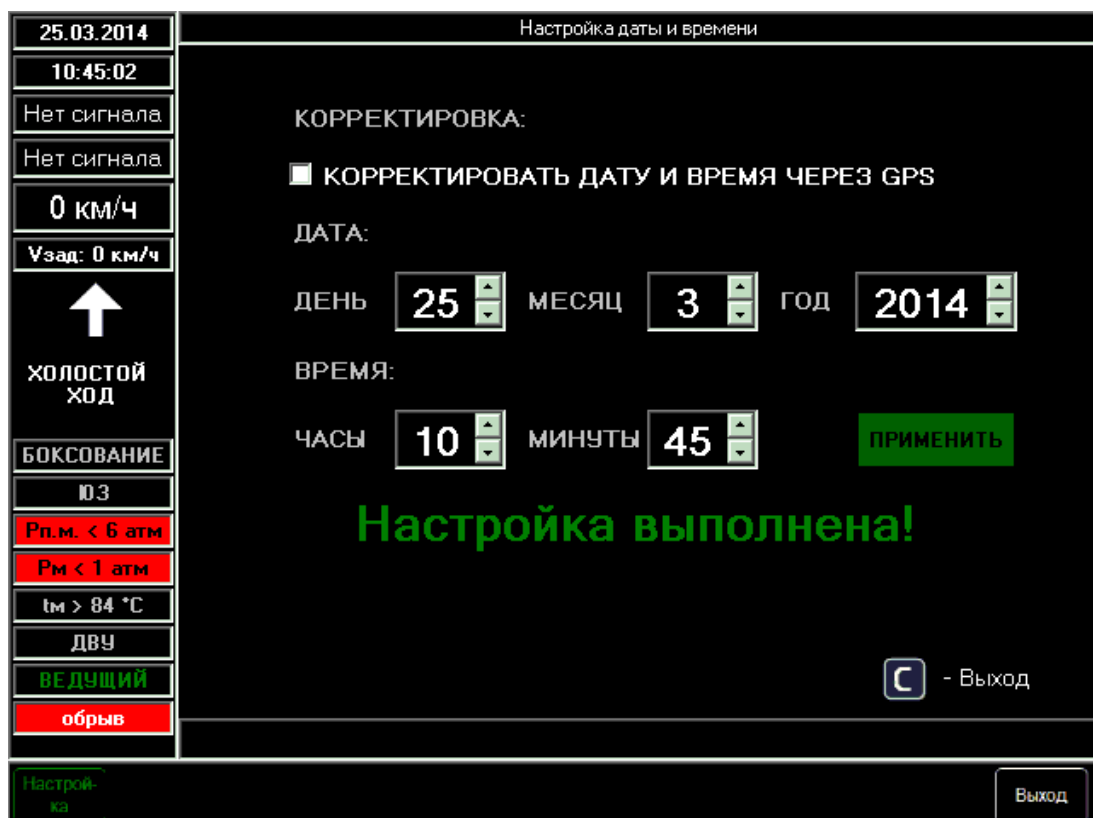 25.03.2014
10:45:02
Нет сигнала
Нет сигнала
0 км/ч
Vзад: 0 км/ч
ХОЛОСТОЙ
ХОД
БОКСОВАНИЕ
ЮЗ
Рп.м. < 6 атм
Рм < 1 атм
tм > 84 °C
ДВУ
ВЕДУЩИЙ
обрыв
Настройка даты и времени
КОРРЕКТИРОВКА:
КОРРЕКТИРОВАТЬ ДАТУ И ВРЕМЯ ЧЕРЕЗ GPS
ДАТА:
ДЕНЬ 25 МЕСЯЦ 3 ГОД 2014
ВРЕМЯ:
ЧАСЫ 10 МИНУТЫ 45 ПРИМЕНИТЬ
Настройка выполнена!
C - Выход
Настрой-
ка
Выход